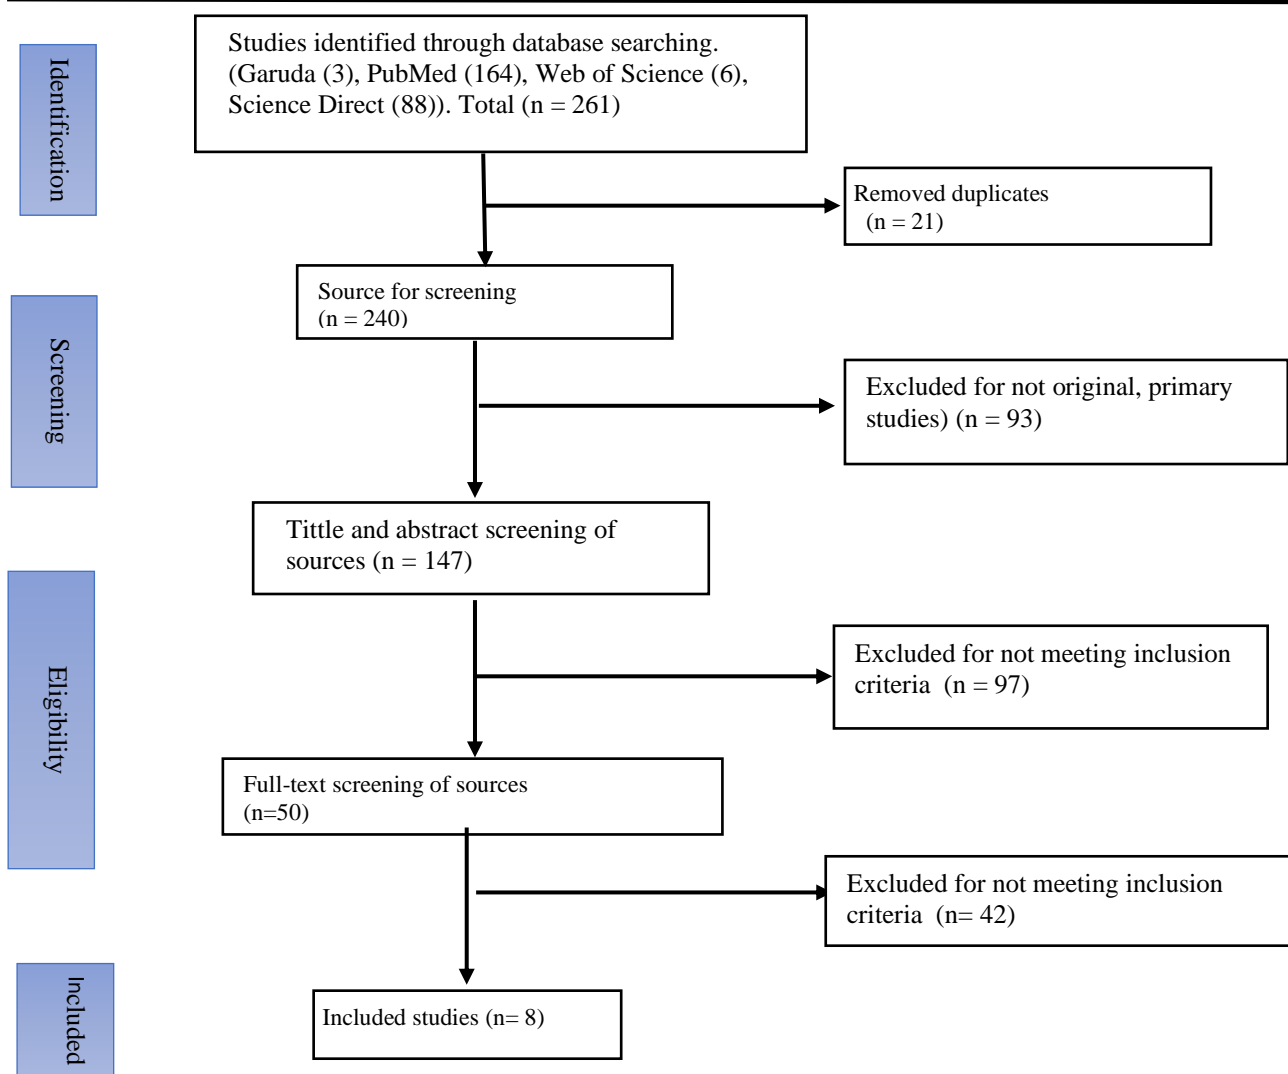 Identification
Studies identified through database searching.
(Garuda (3), PubMed (164), Web of Science (6),
Science Direct (88)). Total (n = 261)
Removed duplicates
(n = 21)
Source for screening
(n = 240)
Screening
Excluded for not original, primary
studies) (n = 93)
Tittle and abstract screening of
sources (n = 147)
Eligibility
Excluded for not meeting inclusion
criteria (n = 97)
Full-text screening of sources
(n=50)
Excluded for not meeting inclusion
criteria (n= 42)
Included
Included studies (n= 8)